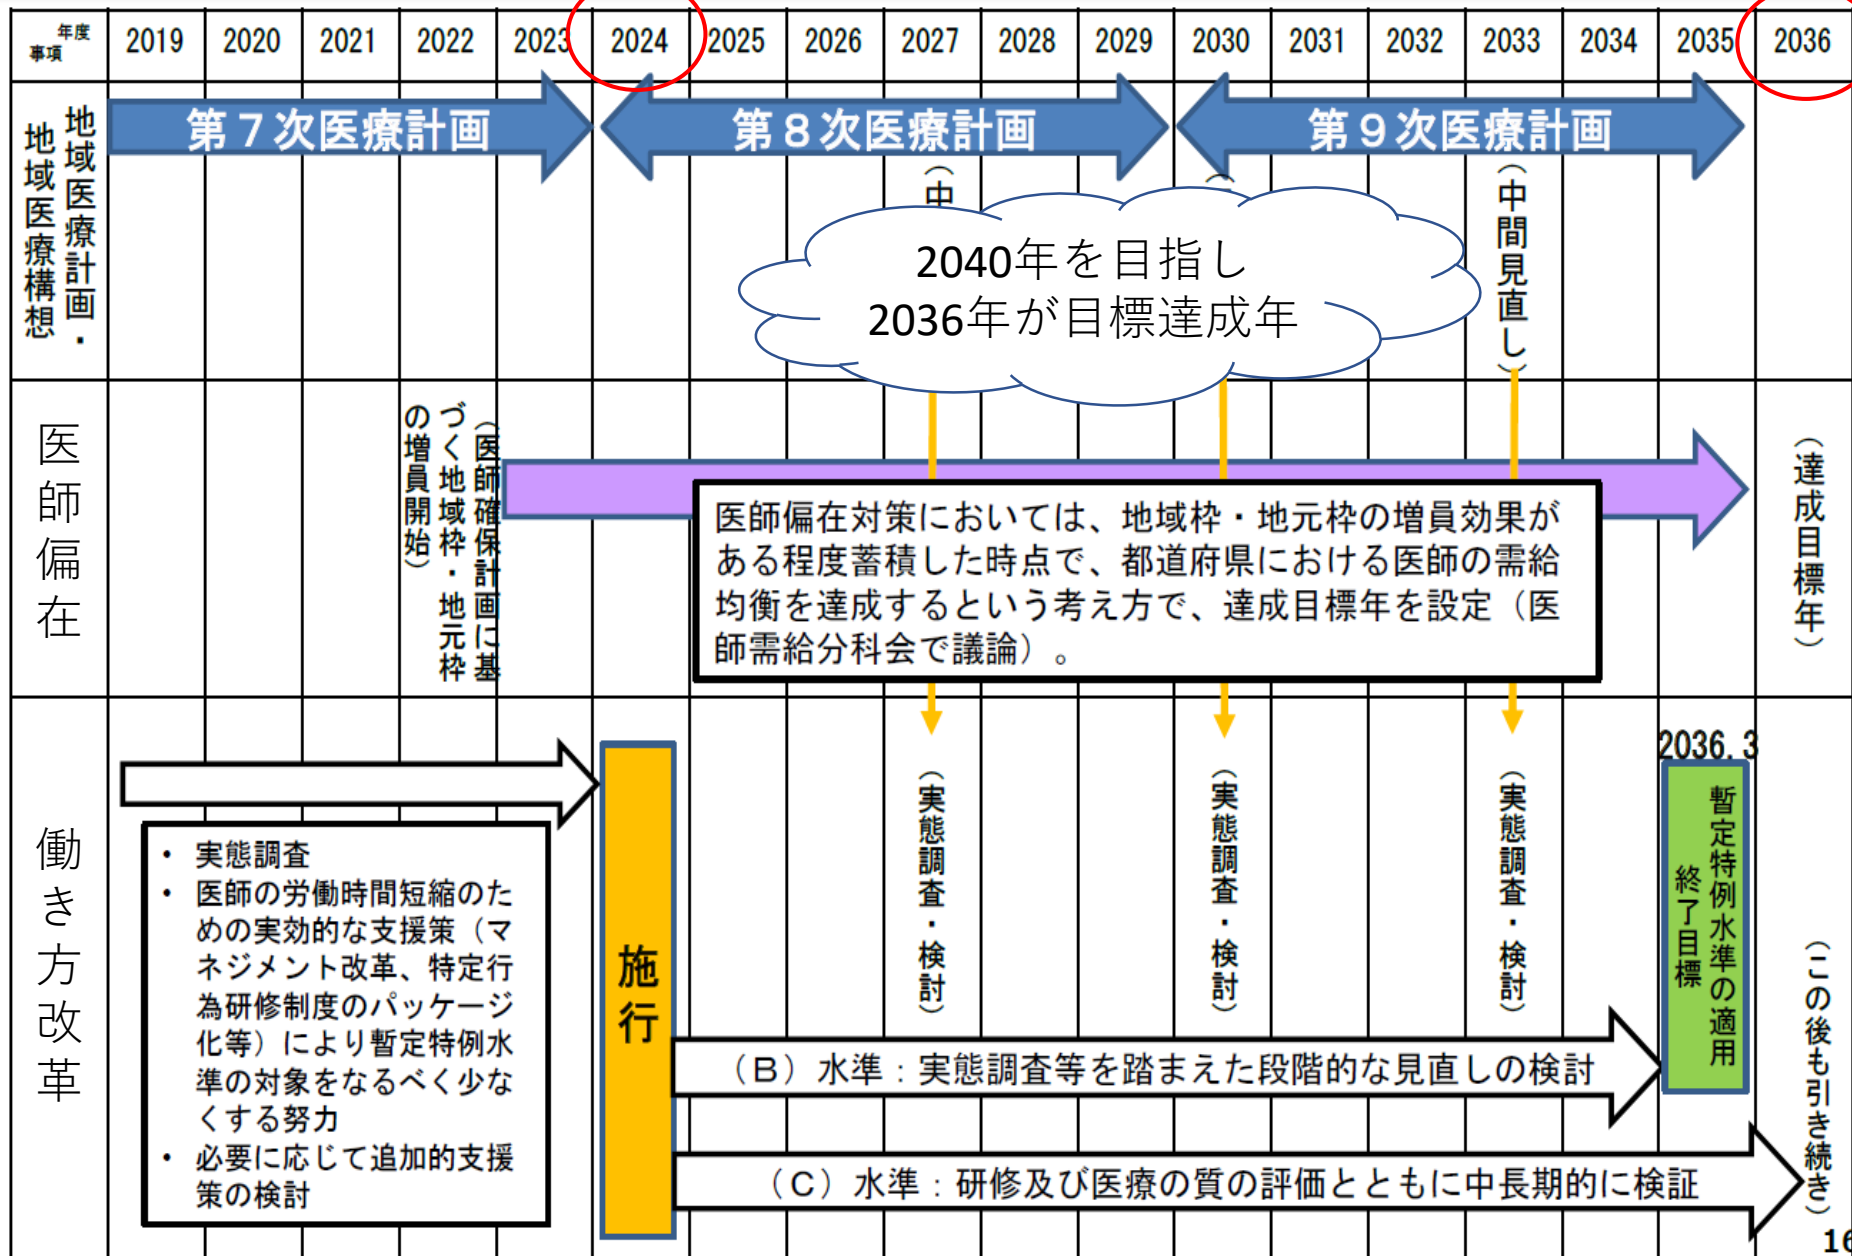 年度
事項
2019 2020 2021 2022 2023 2024 2025 2026 2027 2028 2029 2030 2031 2032 2033 2034 2035 2036
地域医療計画・
地域医療構想
第７次医療計画
第８次医療計画
第９次医療計画
（中
（中間見直し）
2040年を目指し
2036年が目標達成年
医師偏在
（医師確保計画に基
づく地域枠・地元枠
の増員開始）
医師偏在対策においては、地域枠・地元枠の増員効果が
ある程度蓄積した時点で、都道府県における医師の需給
均衡を達成するという考え方で、達成目標年を設定（医
師需給分科会で議論）。
（達成目標年）
働き方改革
・ 実態調査
・ 医師の労働時間短縮のた
めの実効的な支援策（マ
ネジメント改革、特定行
為研修制度のパッケージ
化等）により暫定特例水
準の対象をなるべく少な
くする努力
・ 必要に応じて追加的支援
策の検討
施行
（実態調査・検討）
（実態調査・検討）
（実態調査・検討）
2036.3
暫定特例水準の適用
終了目標
（Ｂ）水準：実態調査等を踏まえた段階的な見直しの検討
（Ｃ）水準：研修及び医療の質の評価とともに中長期的に検証
（この後も引き続き）
16